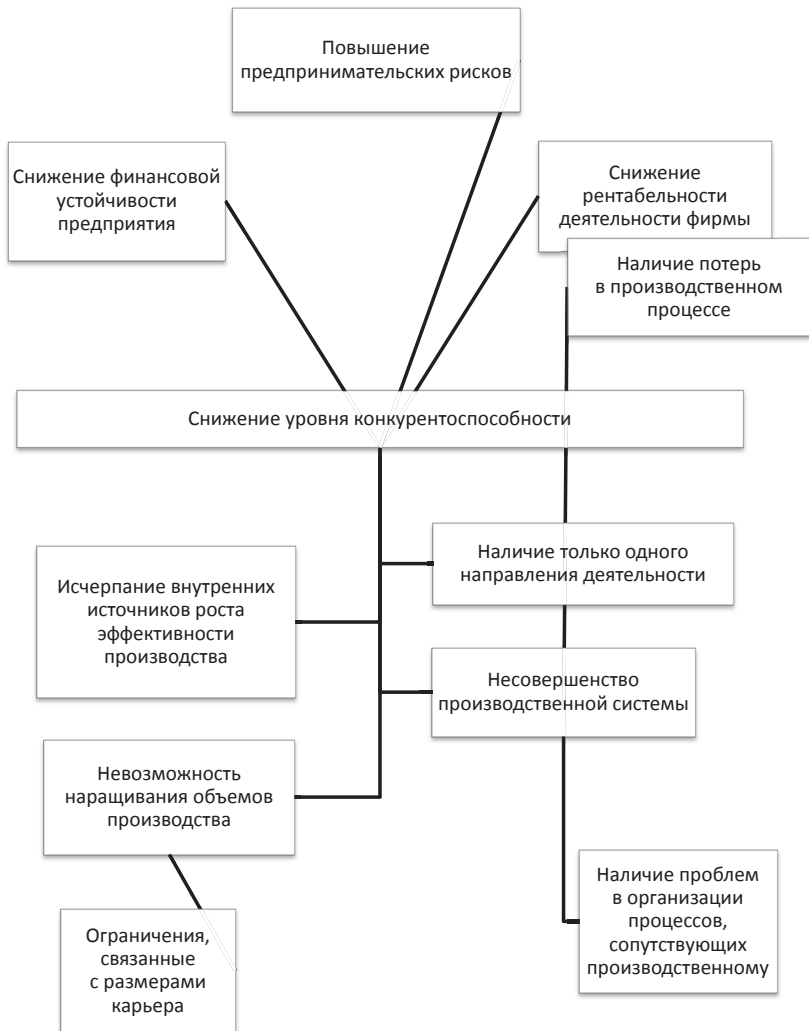 Повышение
предпринимательских рисков
Снижение финансовой
устойчивости
предприятия
Снижение
рентабельности
деятельности фирмы
Наличие потерь
в производственном
процессе
Снижение уровня конкурентоспособности
Наличие только одного
направления деятельности
Исчерпание внутренних
источников роста
эффективности
производства
Несовершенство
производственной системы
Невозможность
наращивания объемов
производства
Наличие проблем
в организации
процессов,
сопутствующих
производственному
Ограничения,
связанные
с размерами
карьера